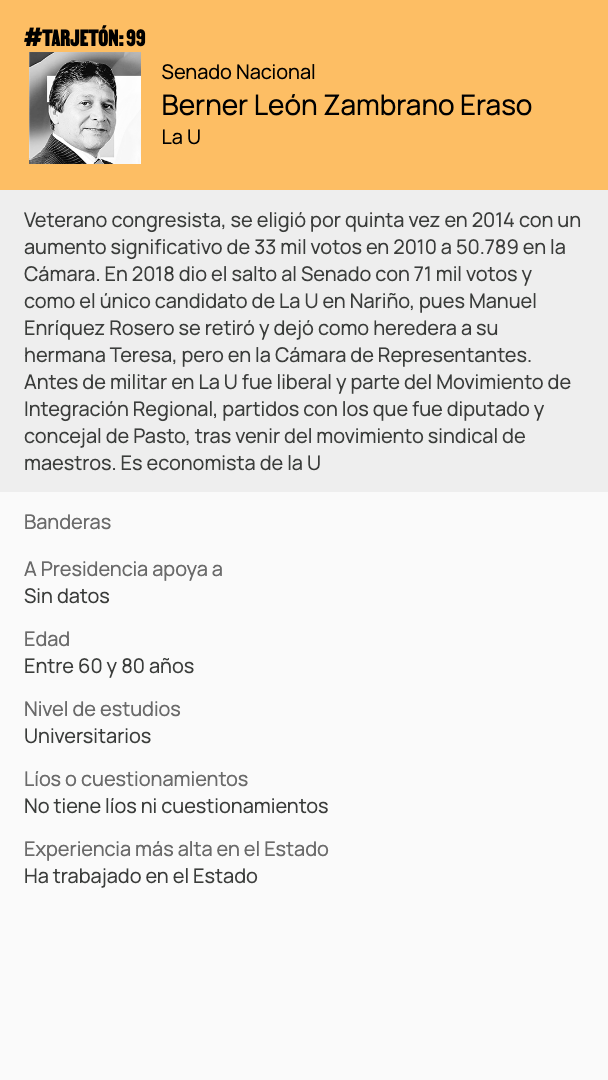 #TARJETÓN: 99
Senado Nacional
Berner León Zambrano Eraso
La U
Veterano congresista, se eligió por quinta vez en 2014 con un
aumento significativo de 33 mil votos en 2010 a 50.789 en la
Cámara. En 2018 dio el salto al Senado con 71 mil votos y
como el único candidato de La U en Nariño, pues Manuel
Enríquez Rosero se retiró y dejó como heredera a su
hermana Teresa, pero en la Cámara de Representantes.
Antes de militar en La U fue liberal y parte del Movimiento de
Integración Regional, partidos con los que fue diputado y
concejal de Pasto, tras venir del movimiento sindical de
maestros. Es economista de la U
Banderas
A Presidencia apoya a
Sin datos
Edad
Entre 60 y 80 años
Nivel de estudios
Universitarios
Líos o cuestionamientos
No tiene líos ni cuestionamientos
Experiencia más alta en el Estado
Ha trabajado en el Estado